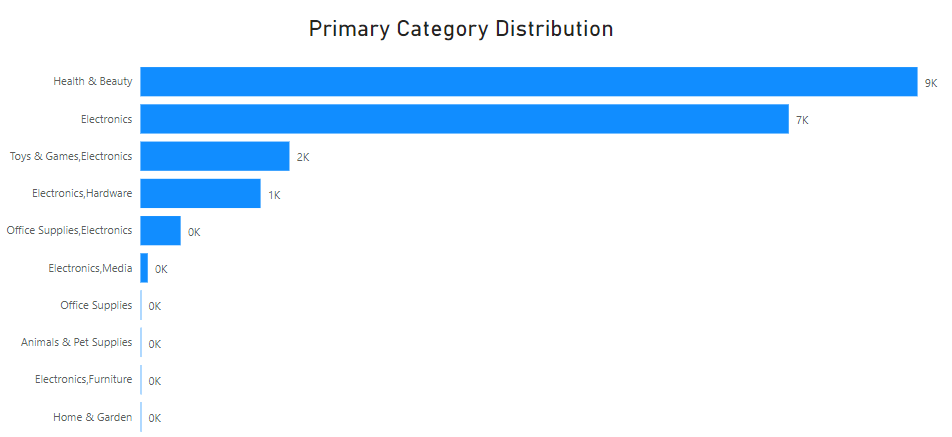 Primary Category Distribution
Health & Beauty 9K
Electronics 7K
Toys & Games,Electronics 2K
Electronics,Hardware 1K
Office Supplies,Electronics 0K
Electronics,Media 0K
Office Supplies 0K
Animals & Pet Supplies 0K
Electronics,Furniture 0K
Home & Garden 0K